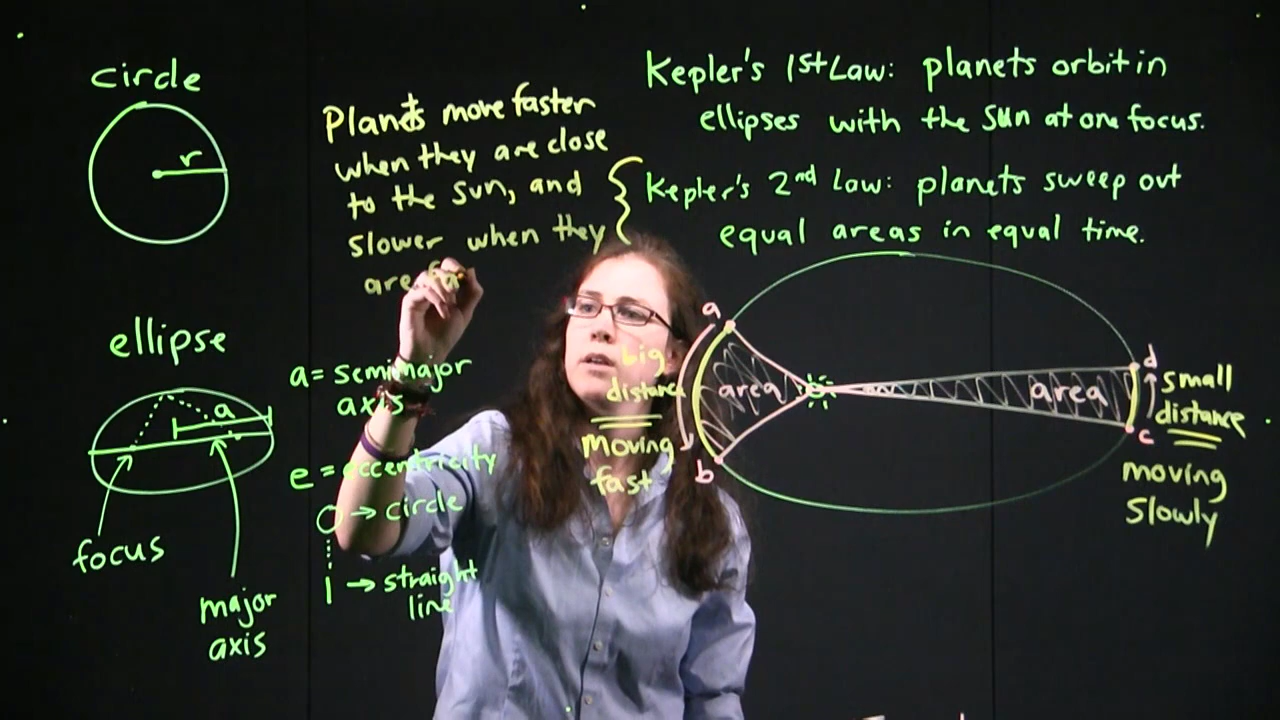 circle
r
Planets move faster
when they are close
to the sun, and
slower when they
are fa
Kepler's 1st Law: planets orbit in
ellipses with the sun at one focus.
Kepler's 2nd Law: planets sweep out
equal areas in equal time.
ellipse
a
focus
major
axis
a = semimajor
axis
e = eccentricity
0 → circle
1 → straight
line
a
b
big
distance
moving
fast
area
area
d
c
small
distance
moving
slowly